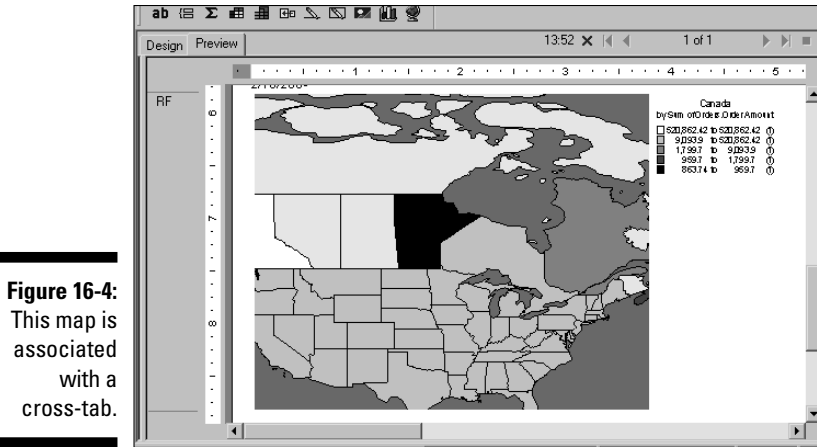 ab
Design Preview 13:52 1 of 1
1 2 3 4 5
RF
6
7
8
Canada
by Sum of Orders.Order Amount
520,862.42 to 520,862.42 (1)
9,093.9 to 520,862.42 (1)
1,799.7 to 9,093.9 (1)
959.7 to 1,799.7 (1)
863.74 to 959.7 (1)
Figure 16-4:
This map is
associated
with a
cross-tab.